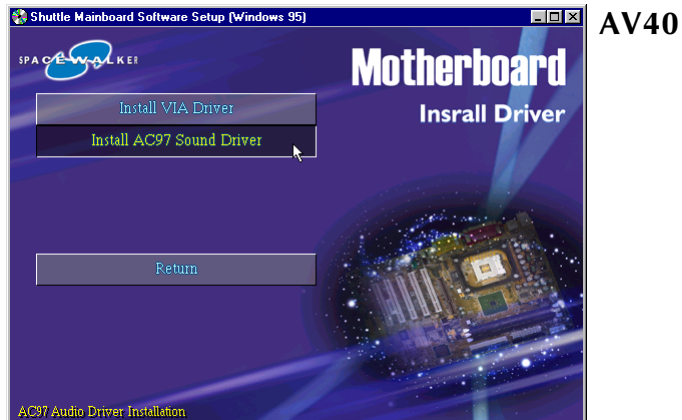 Shuttle Mainboard Software Setup (Windows 95)
AV40
SPACEWALKER
Motherboard
Insrall Driver
Install VIA Driver
Install AC97 Sound Driver
Return
AC97 Audio Driver Installation